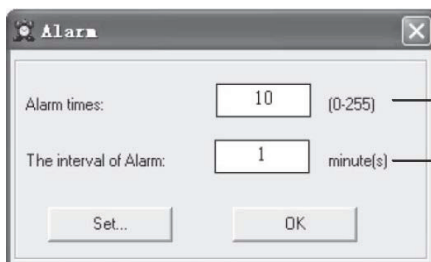 Alarm
Alarm times: 10 (0-255)
The interval of Alarm: 1 minute(s)
Set... OK